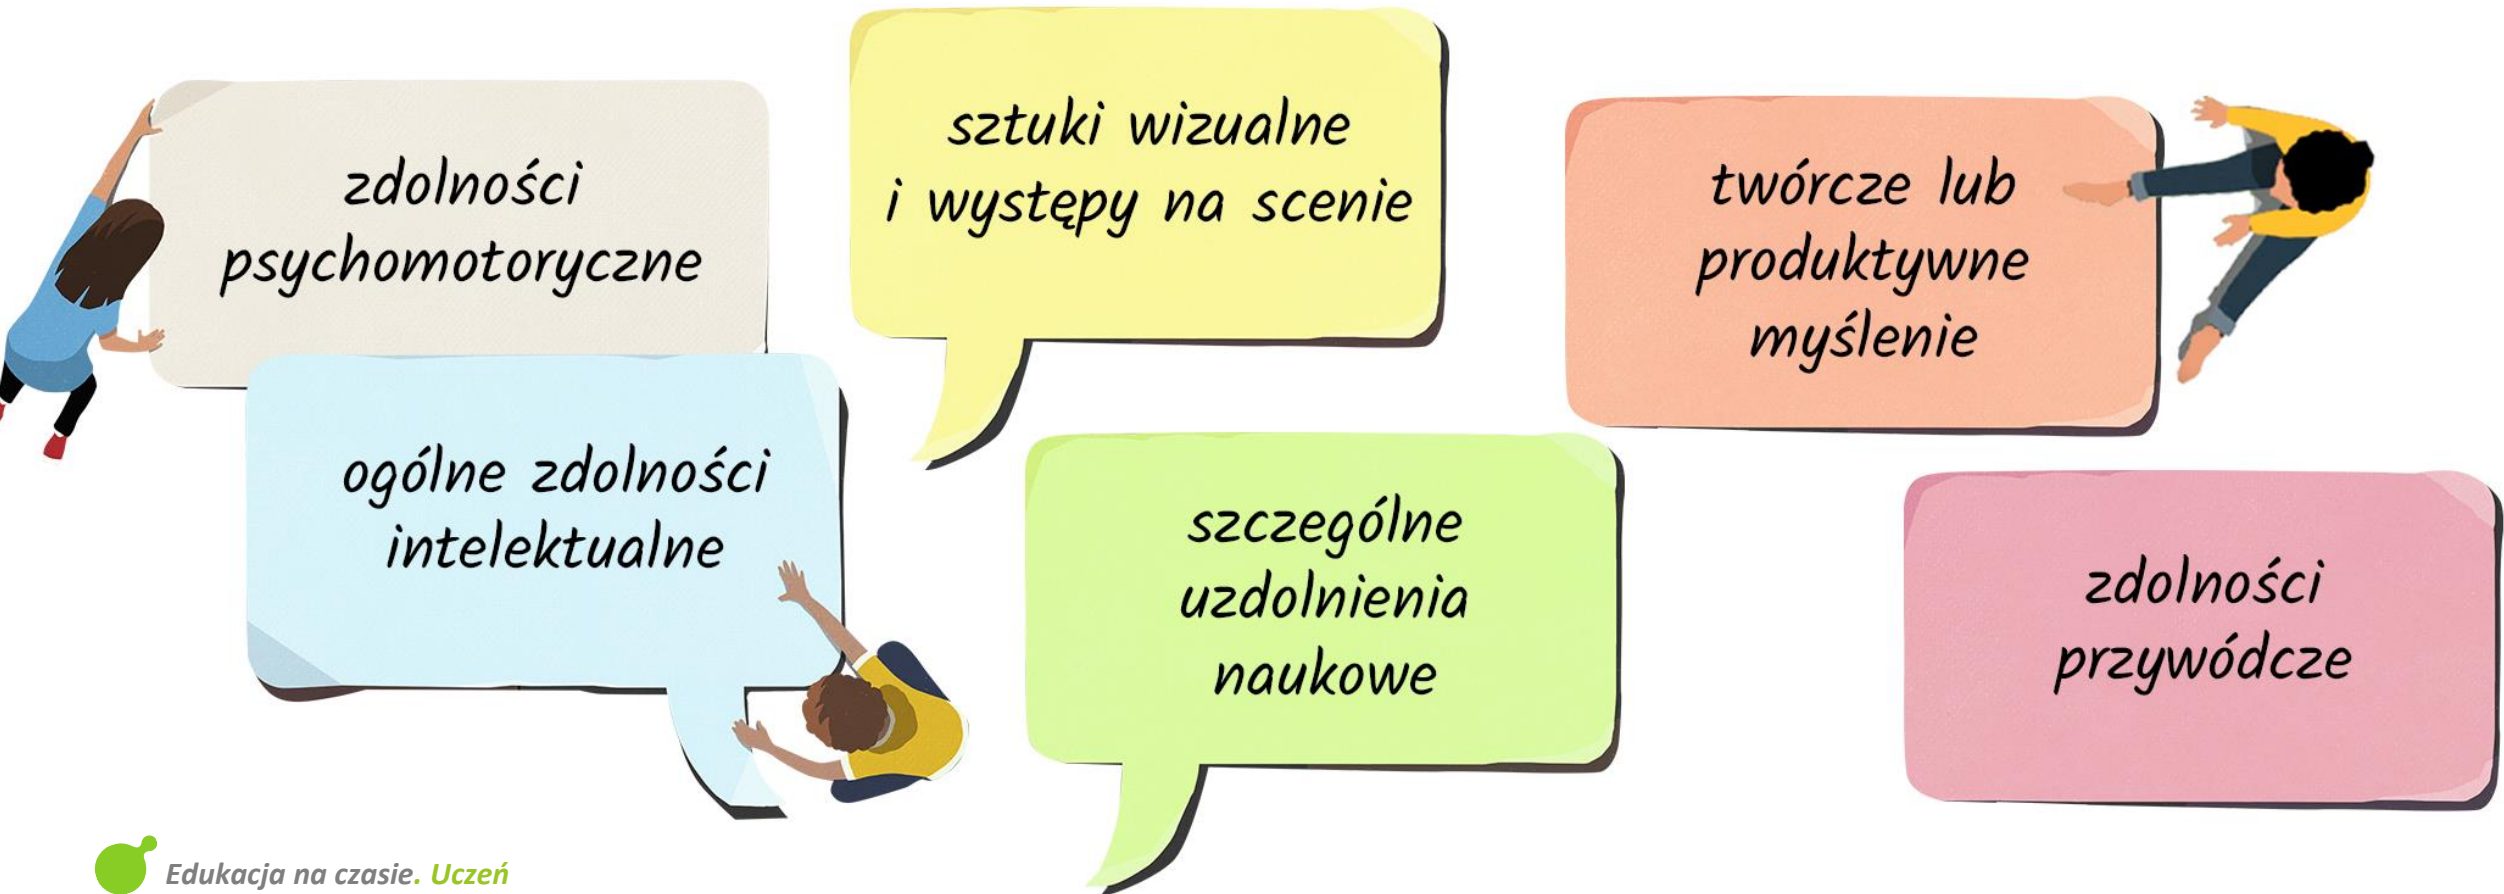 zdolności
psychomotoryczne
sztuki wizualne
i występy na scenie
twórcze lub
produktywne
myślenie
ogólne zdolności
intelektualne
szczególne
uzdolnienia
naukowe
zdolności
przywódcze
Edukacja na czasie. Uczeń